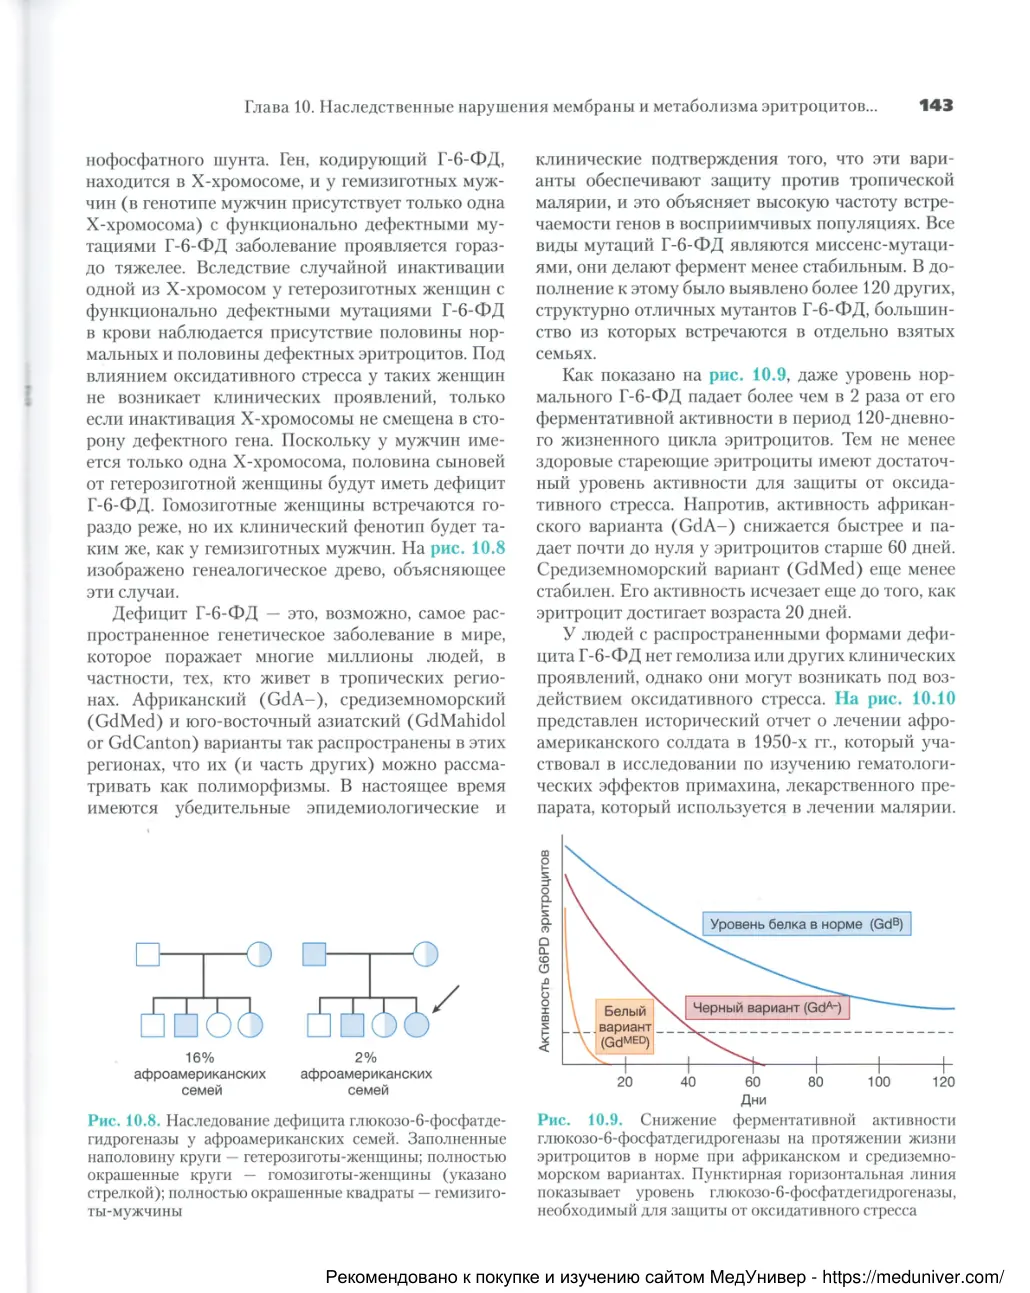 Глава 10. Наследственные нарушения мембраны и метаболизма эритроцитов...
143
нофосфатного шунта. Ген, кодирующий Г-6-ФД,
находится в X-хромосоме, и у гемизиготных муж-
чин (в генотипе мужчин присутствует только одна
X-хромосома) с функционально дефектными му-
тациями Г-6-ФД заболевание проявляется гораз-
до тяжелее. Вследствие случайной инактивации
одной из X-хромосом у гетерозиготных женщин с
функционально дефектными мутациями Г-6-ФД
в крови наблюдается присутствие половины нор-
мальных и половины дефектных эритроцитов. Под
влиянием оксидативного стресса у таких женщин
не возникает клинических проявлений, только
если инактивация X-хромосомы не смещена в сто-
рону дефектного гена. Поскольку у мужчин име-
ется только одна X-хромосома, половина сыновей
от гетерозиготной женщины будут иметь дефицит
Г-6-ФД. Гомозиготные женщины встречаются го-
раздо реже, но их клинический фенотип будет та-
ким же, как у гемизиготных мужчин. На рис. 10.8
изображено генеалогическое древо, объясняющее
эти случаи.
Дефицит Г-6-ФД — это, возможно, самое рас-
пространенное генетическое заболевание в мире,
которое поражает многие миллионы людей, в
частности, тех, кто живет в тропических регио-
нах. Африканский (GdA–), средиземноморский
(GdMed) и юго-восточный азиатский (GdMahidol
or GdCanton) варианты так распространены в этих
регионах, что их (и часть других) можно рассма-
тривать как полиморфизмы. В настоящее время
имеются убедительные эпидемиологические и
клинические подтверждения того, что эти вари-
анты обеспечивают защиту против тропической
малярии, и это объясняет высокую частоту встре-
чаемости генов в восприимчивых популяциях. Все
виды мутаций Г-6-ФД являются миссенс-мутаци-
ями, они делают фермент менее стабильным. В до-
полнение к этому было выявлено более 120 других,
структурно отличных мутантов Г-6-ФД, большин-
ство из которых встречаются в отдельно взятых
семьях.
Как показано на рис. 10.9, даже уровень нор-
мального Г-6-ФД падает более чем в 2 раза от его
ферментативной активности в период 120-дневно-
го жизненного цикла эритроцитов. Тем не менее
здоровые стареющие эритроциты имеют достаточ-
ный уровень активности для защиты от оксида-
тивного стресса. Напротив, активность африкан-
ского варианта (GdA–) снижается быстрее и па-
дает почти до нуля у эритроцитов старше 60 дней.
Средиземноморский вариант (GdMed) еще менее
стабилен. Его активность исчезает еще до того, как
эритроцит достигает возраста 20 дней.
У людей с распространенными формами дефи-
цита Г-6-ФД нет гемолиза или других клинических
проявлений, однако они могут возникать под воз-
действием оксидативного стресса. На рис. 10.10
представлен исторический отчет о лечении афро-
американского солдата в 1950-х гг., который уча-
ствовал в исследовании по изучению гематологи-
ческих эффектов примахина, лекарственного пре-
парата, который используется в лечении малярии.
16%
афроамериканских
семей
2%
афроамериканских
семей
Рис. 10.8. Наследование дефицита глюкозо-6-фосфатде-
гидрогеназы у афроамериканских семей. Заполненные
наполовину круги — гетерозиготы-женщины; полностью
окрашенные круги — гомозиготы-женщины (указано
стрелкой); полностью окрашенные квадраты — гемизиго-
ты-мужчины
Активность G6PD эритроцитов
Уровень белка в норме (GdB)
Черный вариант (GdA–)
Белый
вариант
(GdMED)
20 40 60 80 100 120
Дни
Рис. 10.9. Снижение ферментативной активности
глюкозо-6-фосфатдегидрогеназы на протяжении жизни
эритроцитов в норме при африканском и средиземно-
морском вариантах. Пунктирная горизонтальная линия
показывает уровень глюкозо-6-фосфатдегидрогеназы,
необходимый для защиты от оксидативного стресса
Рекомендовано к покупке и изучению сайтом МедУнивер - https://meduniver.com/